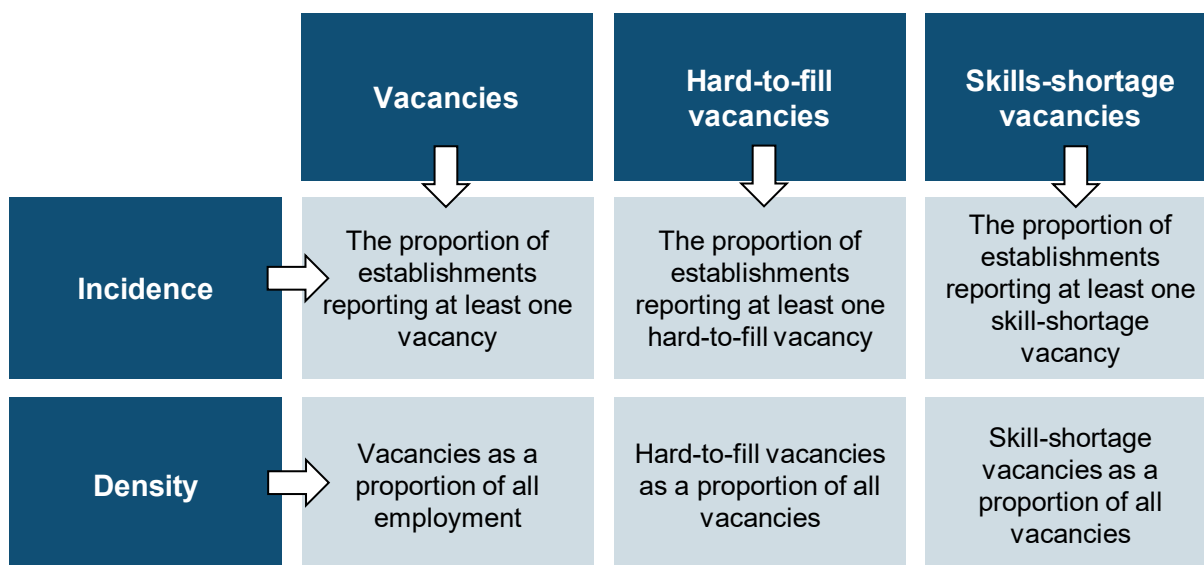 Vacancies
Hard-to-fill
vacancies
Skills-shortage
vacancies
Incidence
The proportion of
establishments
reporting at least one
vacancy
The proportion of
establishments
reporting at least one
hard-to-fill vacancy
The proportion of
establishments
reporting at least one
skill-shortage
vacancy
Density
Vacancies as a
proportion of all
employment
Hard-to-fill vacancies
as a proportion of all
vacancies
Skill-shortage
vacancies as a
proportion of all
vacancies